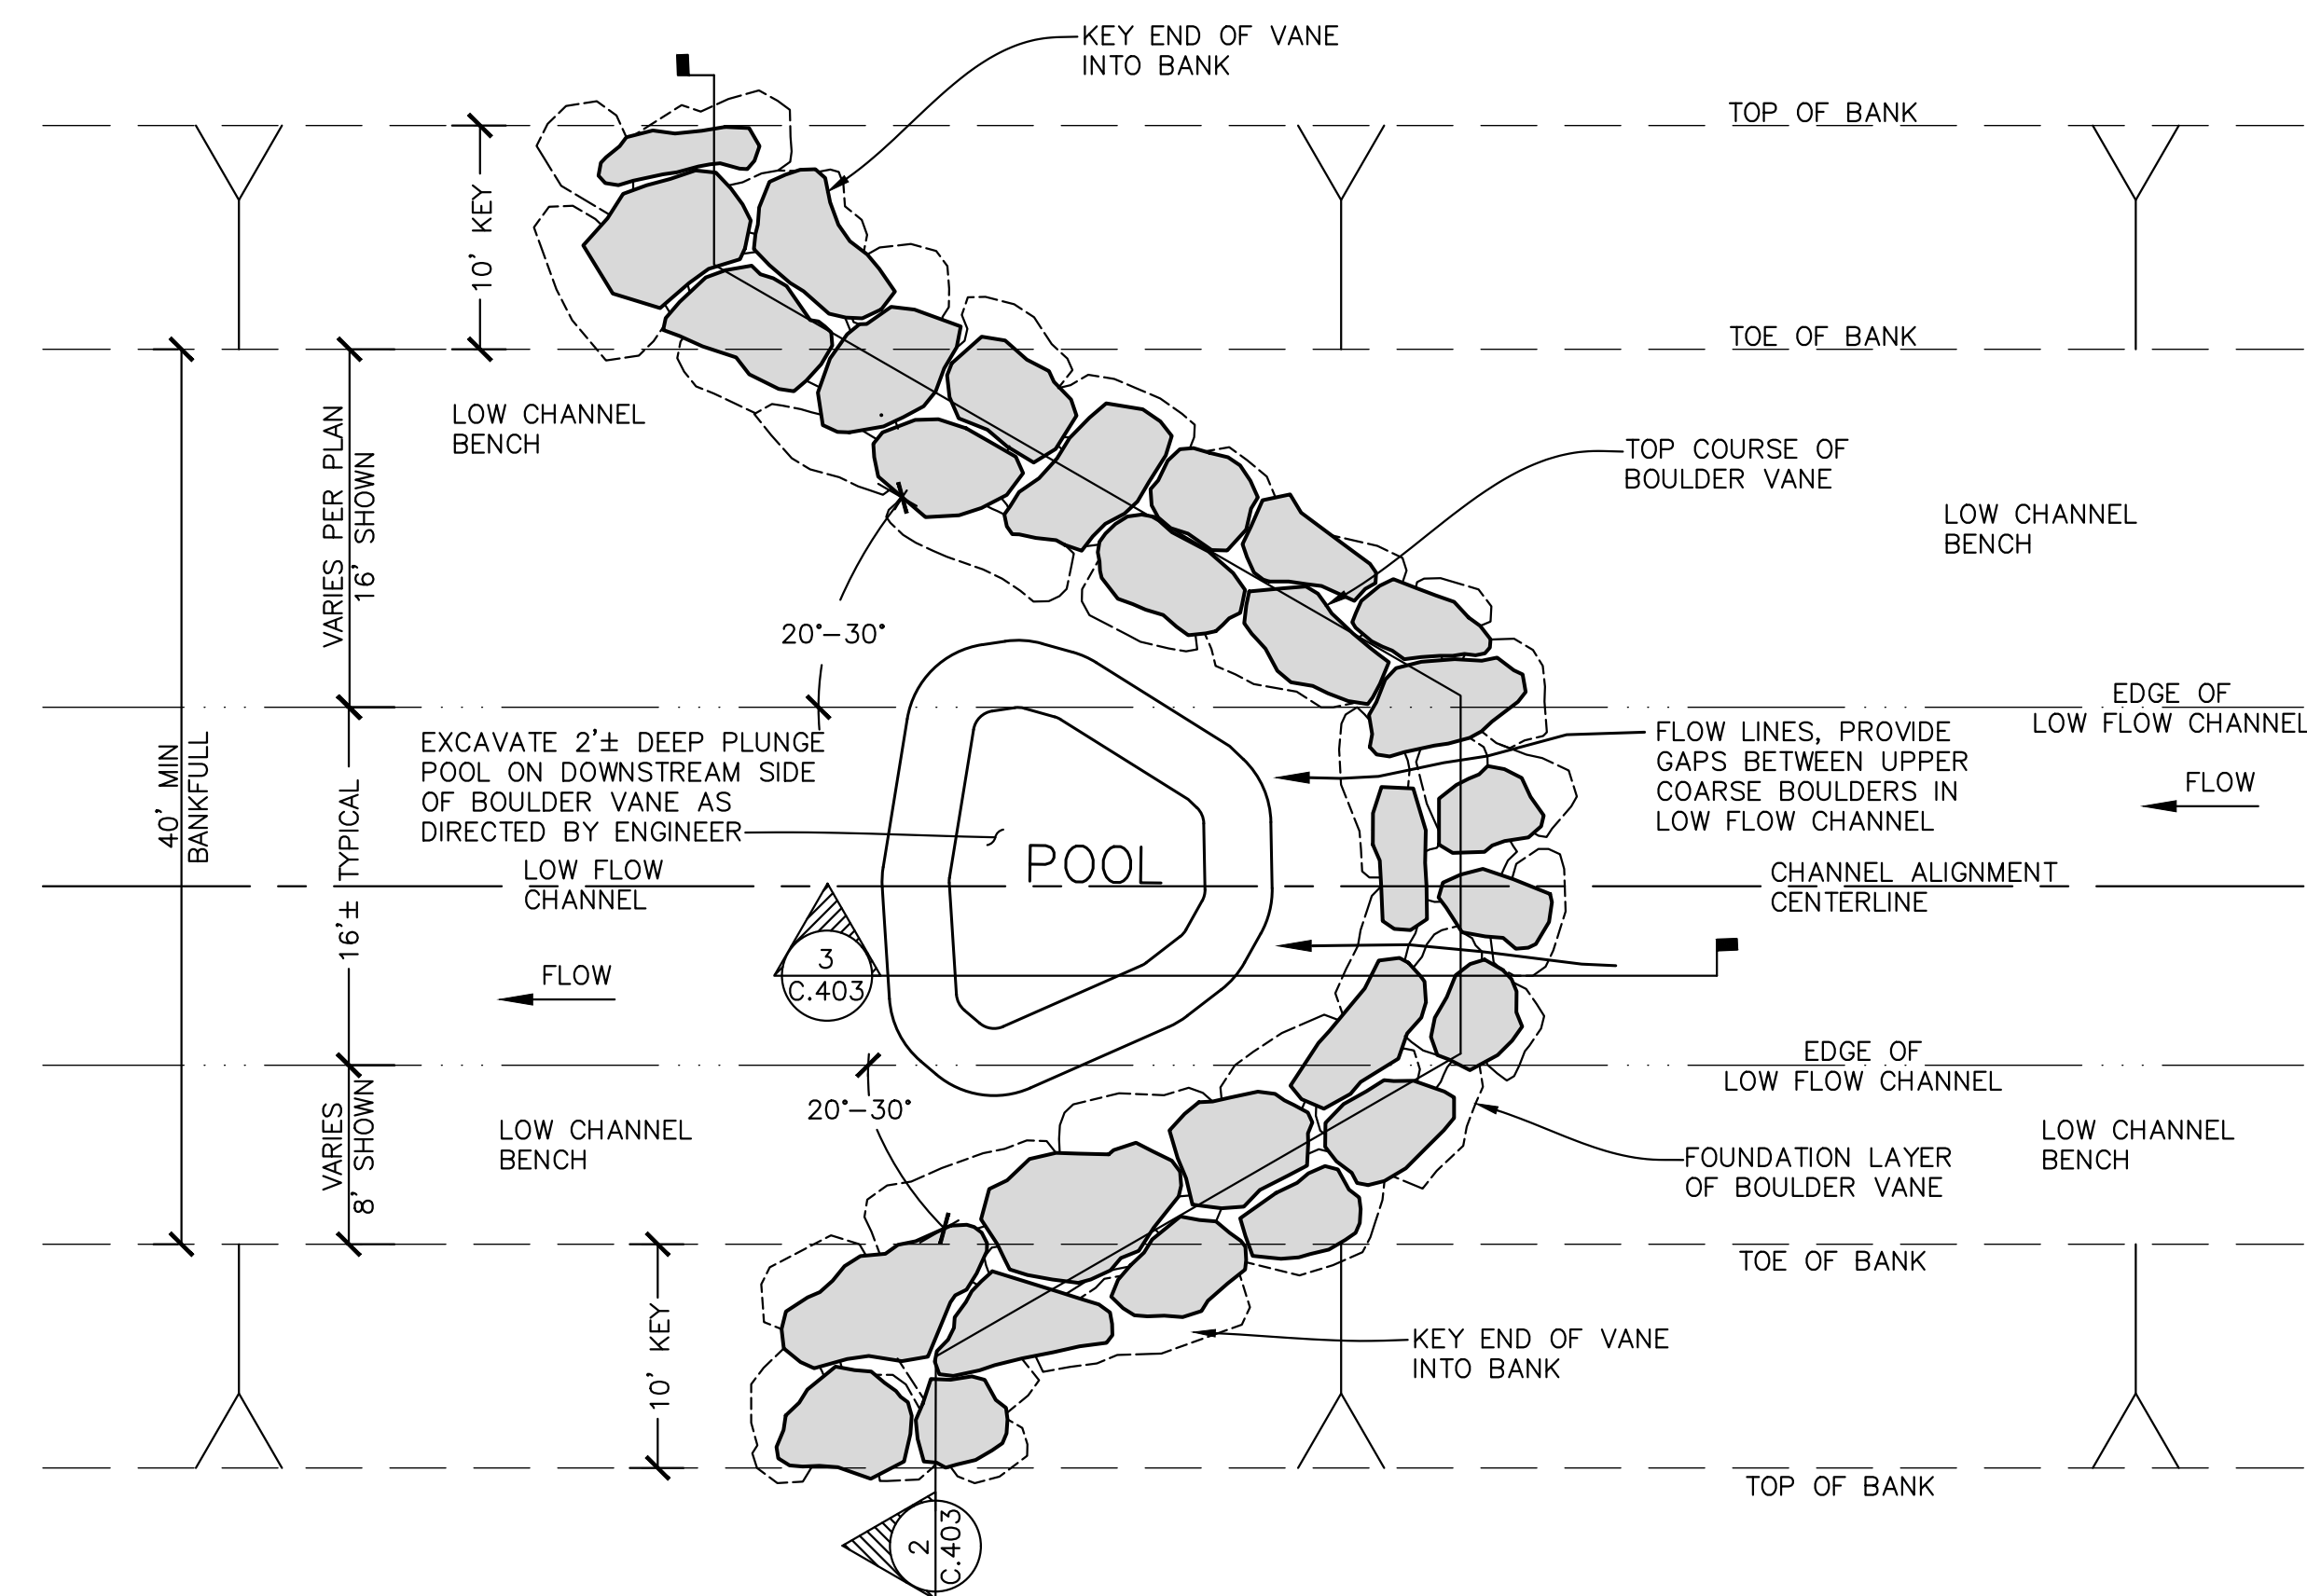 KEY END OF VANE
INTO BANK
TOP OF BANK
10' KEY
TOE OF BANK
LOW CHANNEL
BENCH
VARIES PER PLAN
16' SHOWN
TOP COURSE OF
BOULDER VANE
LOW CHANNEL
BENCH
20°-30°
EDGE OF
LOW FLOW CHANNEL
EXCAVATE 2'± DEEP PLUNGE
POOL ON DOWNSTREAM SIDE
OF BOULDER VANE AS
DIRECTED BY ENGINEER
FLOW LINES, PROVIDE
GAPS BETWEEN UPPER
COARSE BOULDERS IN
LOW FLOW CHANNEL
FLOW
40' MIN
BANKFULL
16'± TYPICAL
LOW FLOW
CHANNEL
POOL
CHANNEL ALIGNMENT
CENTERLINE
3
C.403
FLOW
EDGE OF
LOW FLOW CHANNEL
20°-30°
VARIES
8' SHOWN
LOW CHANNEL
BENCH
FOUNDATION LAYER
OF BOULDER VANE
LOW CHANNEL
BENCH
TOE OF BANK
10' KEY
KEY END OF VANE
INTO BANK
TOP OF BANK
2
C.403